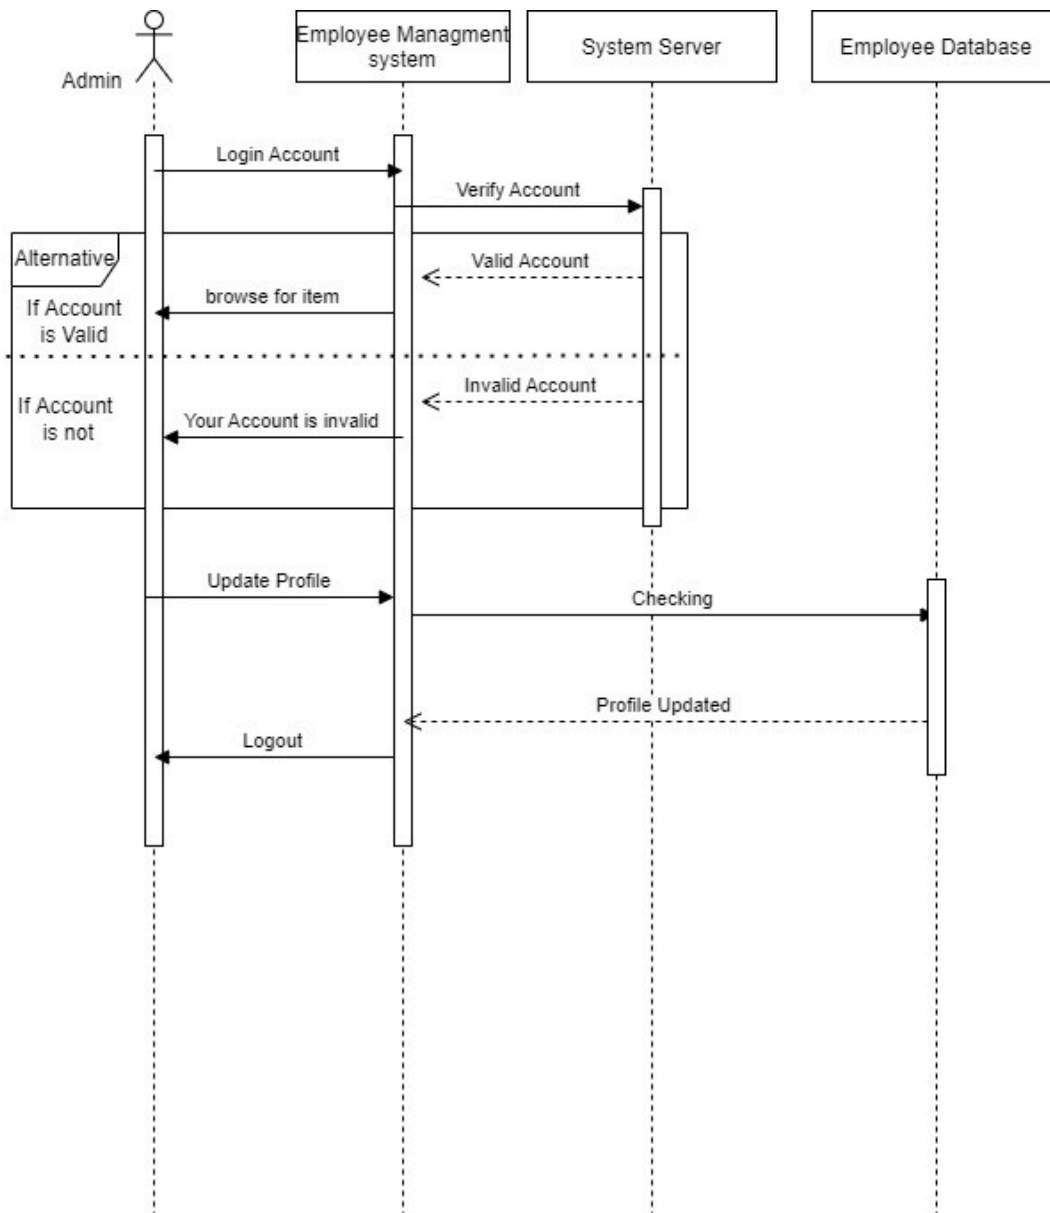 Admin
Employee Managment
system
System Server
Employee Database
Login Account
Verify Account
Alternative
Valid Account
browse for item
If Account
is Valid
Invalid Account
If Account
is not
Your Account is invalid
Update Profile
Checking
Profile Updated
Logout